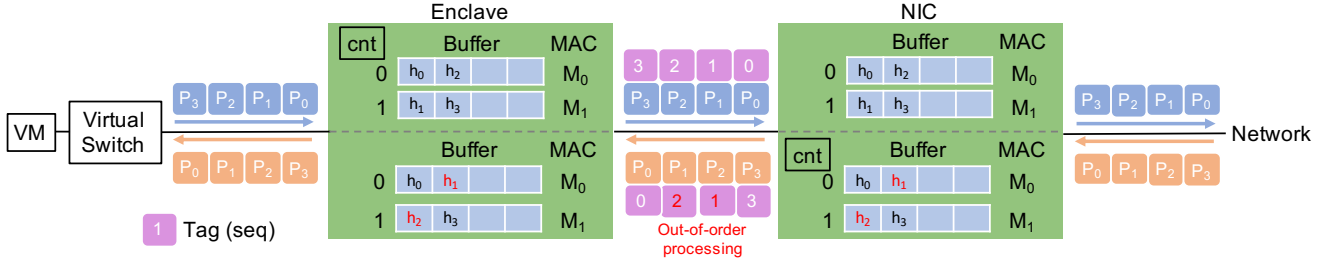 Enclave
NIC
cnt
Buffer
MAC
0
h0
h2
M0
1
h1
h3
M1
3
2
1
0
P3
P2
P1
P0
Buffer
MAC
0
h0
h2
M0
1
h1
h3
M1
P3
P2
P1
P0
P3
P2
P1
P0
VM
Virtual
Switch
Network
P0
P1
P2
P3
Buffer
MAC
0
h0
h1
M0
1
h2
h3
M1
P0
P1
P2
P3
0
2
1
3
Out-of-order
processing
cnt
Buffer
MAC
0
h0
h1
M0
1
h2
h3
M1
P0
P1
P2
P3
1
Tag (seq)